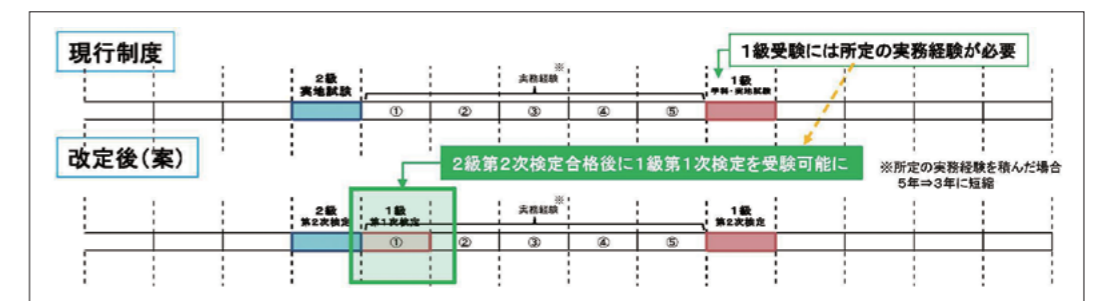 現行制度
1級受験には所定の実務経験が必要
2級
実地試験
※
実務経験
1級
学科・実地試験
① ② ③ ④ ⑤
改定後(案)
2級第2次検定合格後に1級第1次検定を受験可能に
※所定の実務経験を積んだ場合
5年⇒3年に短縮
2級
第2次検定
1級
第1次検定
※
実務経験
1級
第2次検定
① ② ③ ④ ⑤